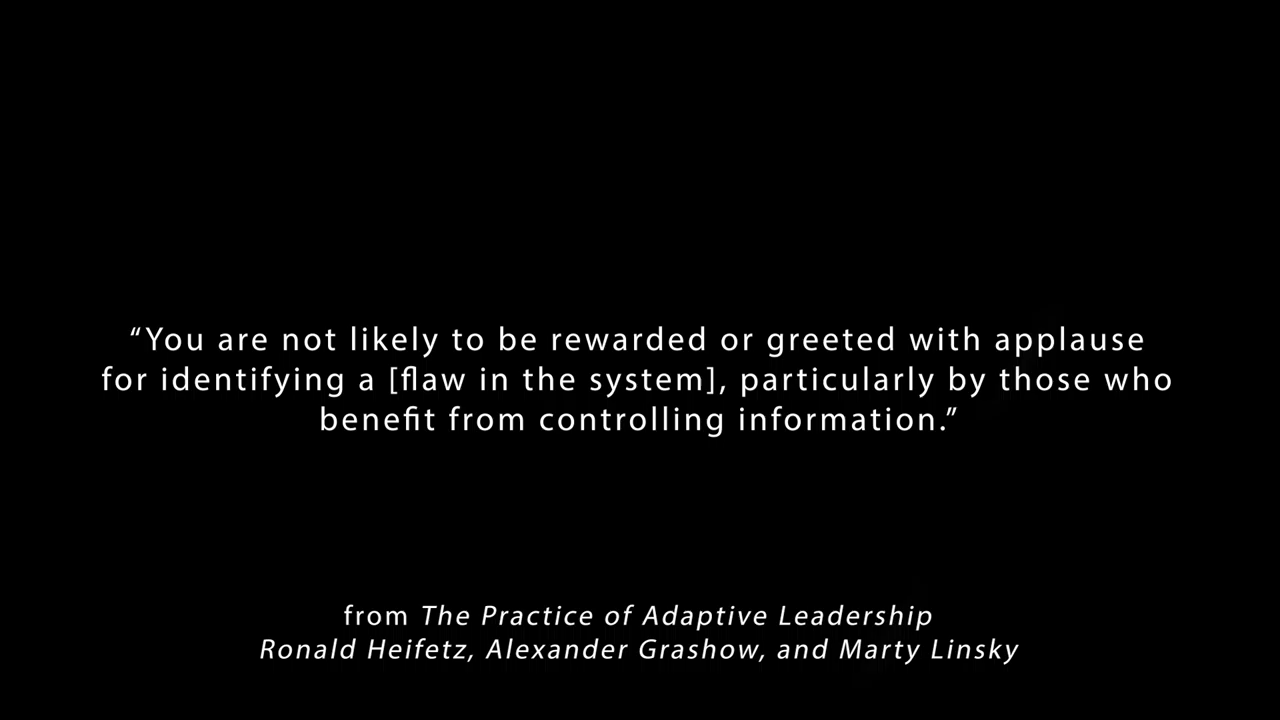 “You are not likely to be rewarded or greeted with applause
for identifying a [flaw in the system], particularly by those who
benefit from controlling information.”
from The Practice of Adaptive Leadership
Ronald Heifetz, Alexander Grashow, and Marty Linsky